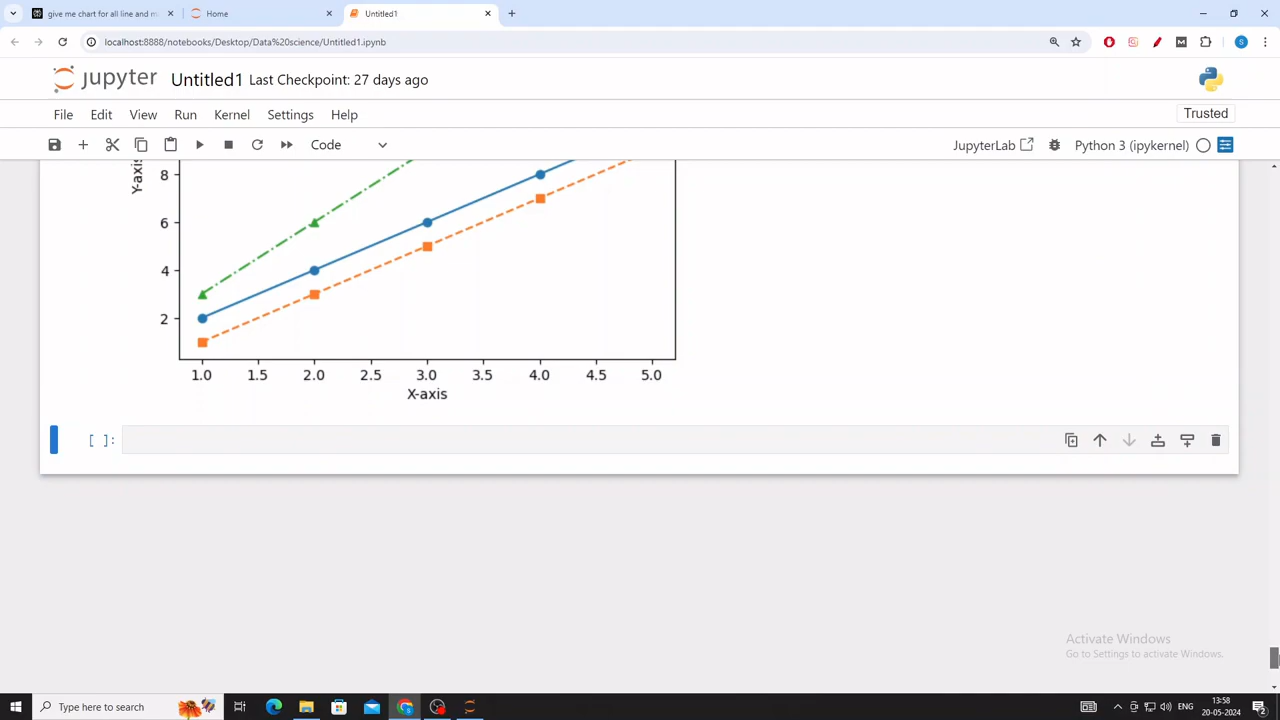 give me chart for all line and m
Home
Untitled1
localhost:8888/notebooks/Desktop/Data%20science/Untitled1.ipynb
jupyter Untitled1 Last Checkpoint: 27 days ago
File Edit View Run Kernel Settings Help
Trusted
Code
JupyterLab
Python 3 (ipykernel)
Y-axis
8
6
4
2
1.0 1.5 2.0 2.5 3.0 3.5 4.0 4.5 5.0
X-axis
[ ]:
Activate Windows
Go to Settings to activate Windows.
Type here to search
ENG
13:58
20-05-2024
2